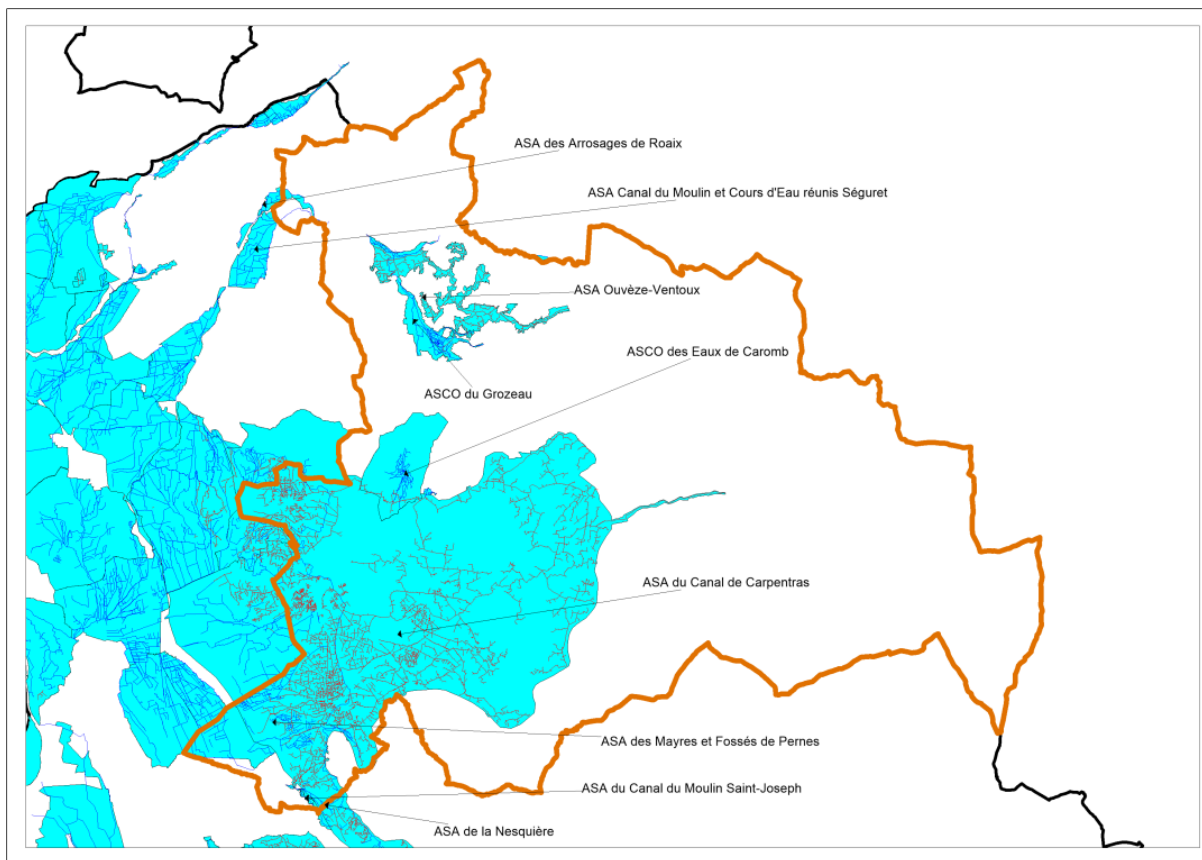 ASA des Arrosages de Roaix
ASA Canal du Moulin et Cours d'Eau réunis Séguret
ASA Ouvèze-Ventoux
ASCO des Eaux de Caromb
ASCO du Grozeau
ASA du Canal de Carpentras
ASA des Mayres et Fossés de Pernes
ASA du Canal du Moulin Saint-Joseph
ASA de la Nesquière